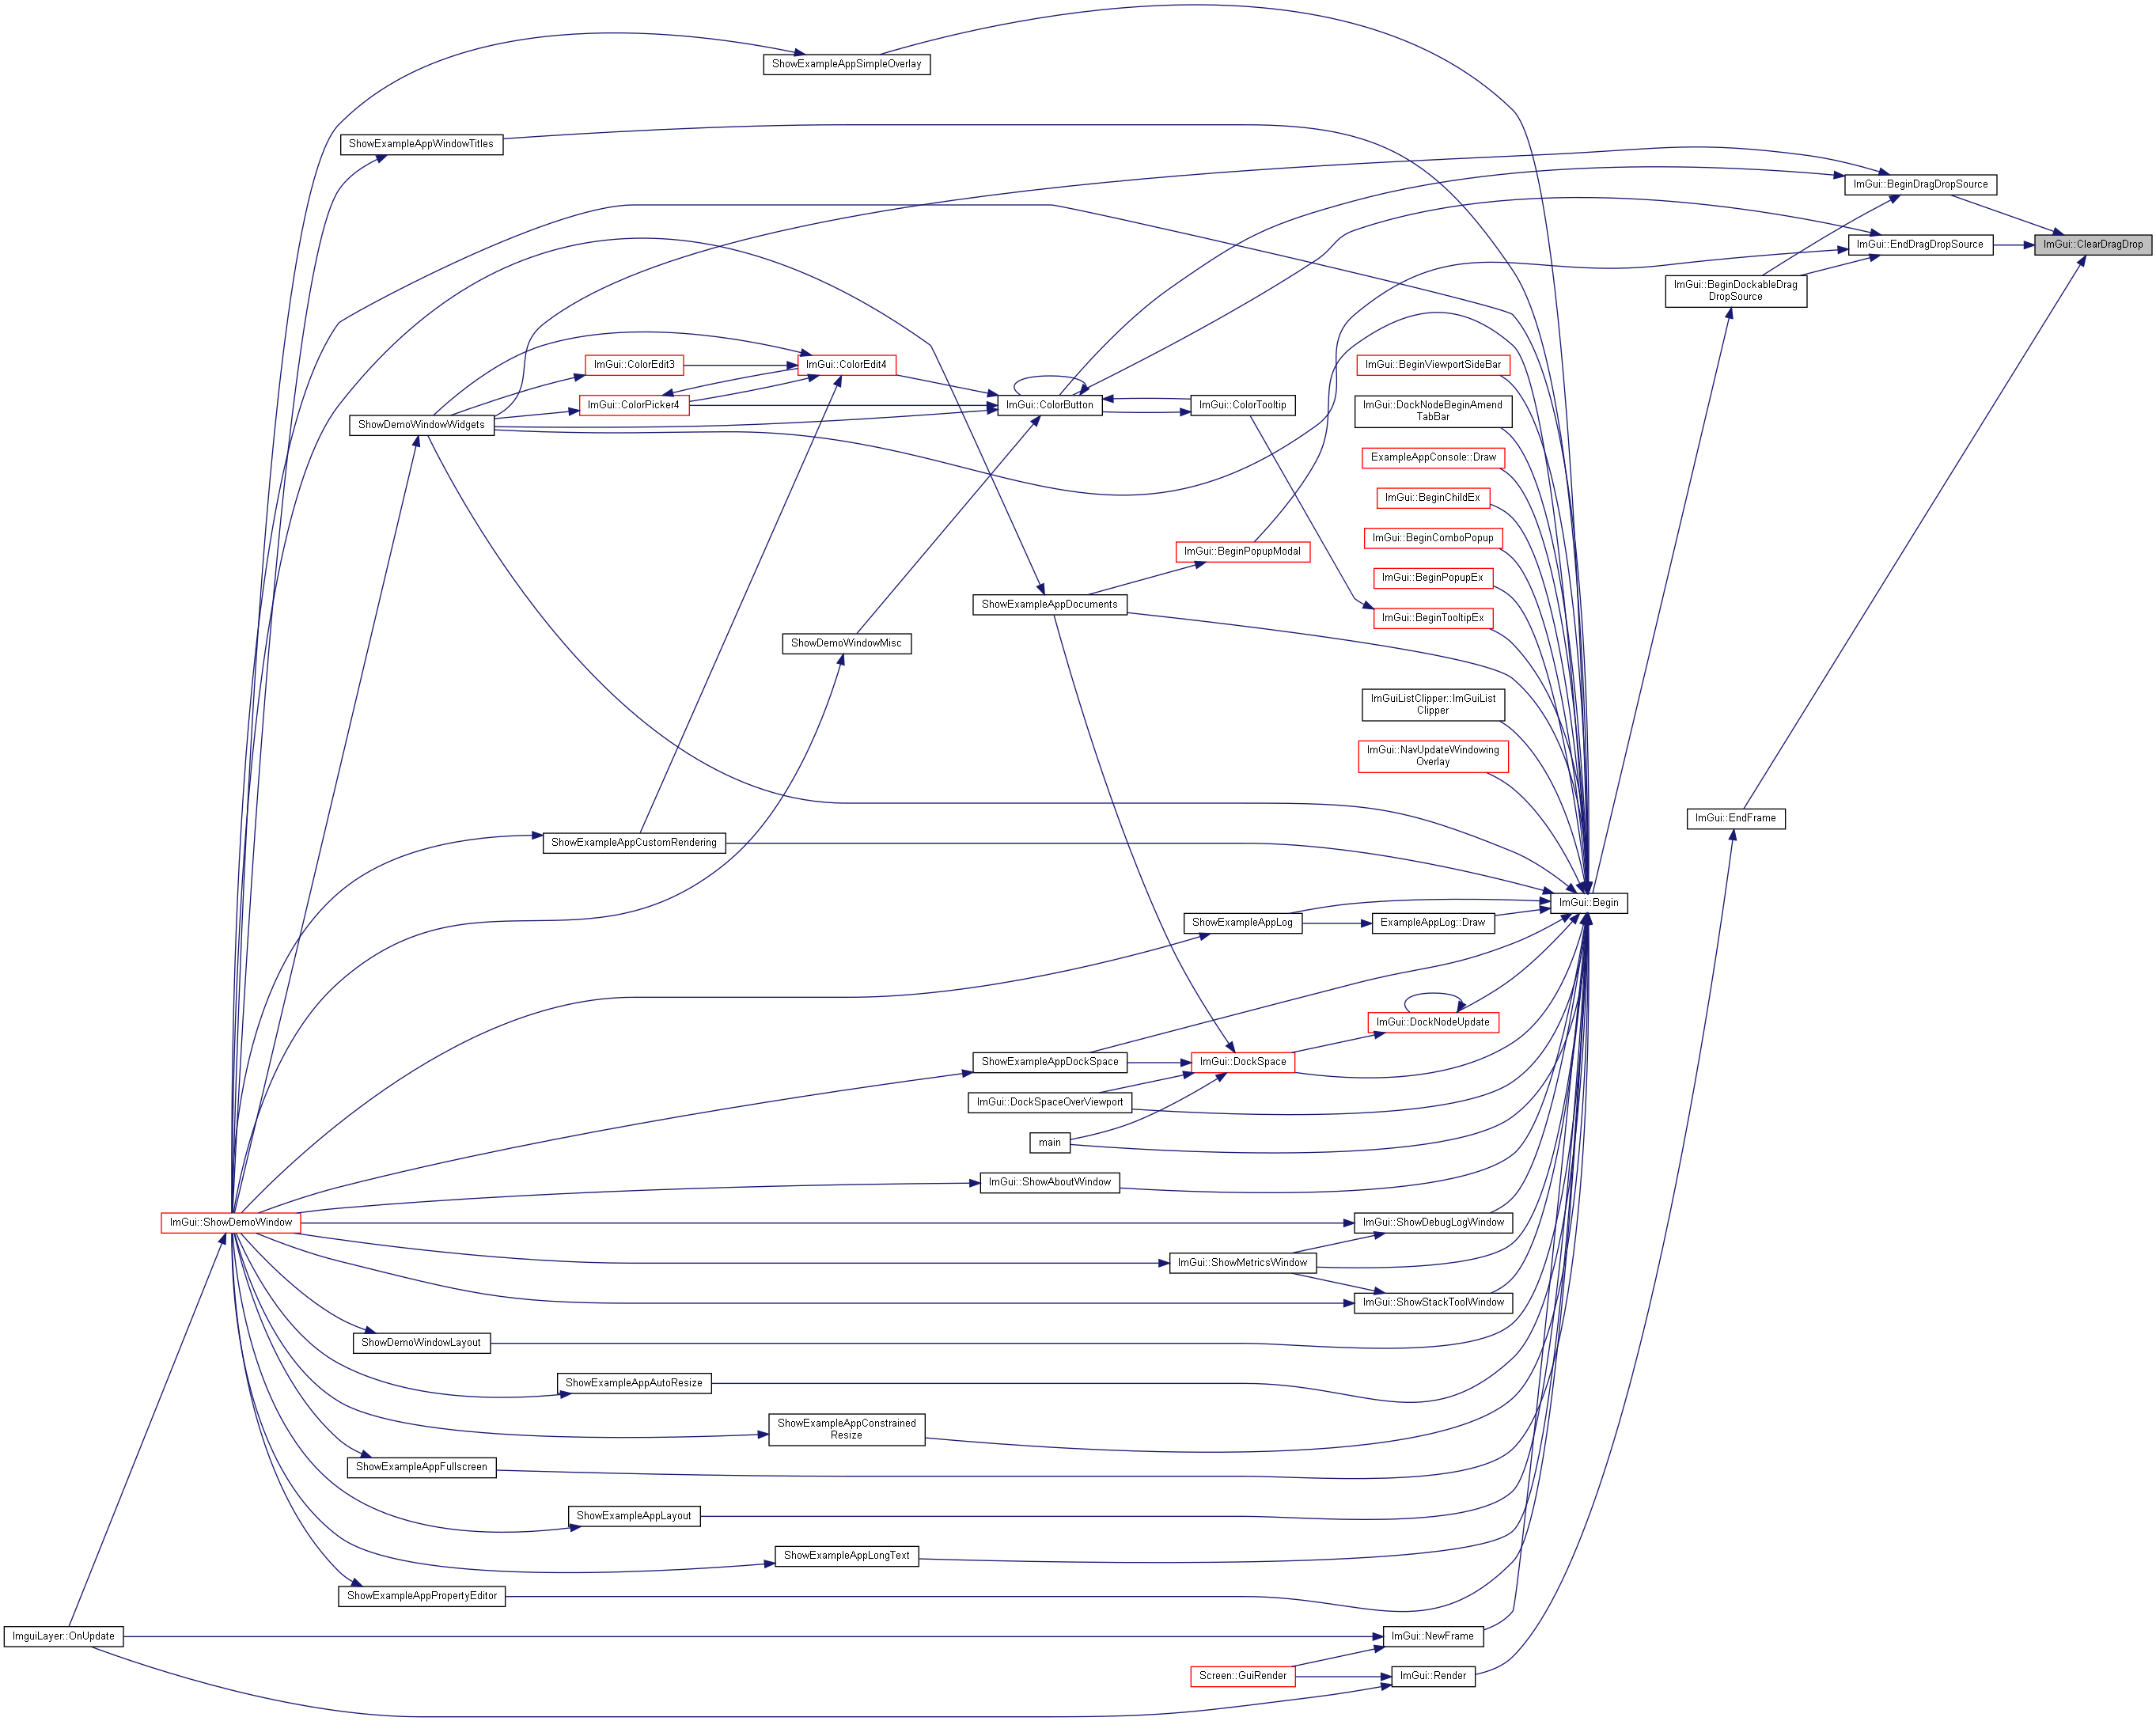 ShowExampleAppSimpleOverlay
ShowExampleAppWindowTitles
ImGui::BeginDragDropSource
ImGui::EndDragDropSource
ImGui::ClearDragDrop
ImGui::BeginDockableDrag
DropSource
ImGui::BeginViewportSideBar
ImGui::ColorEdit3
ImGui::ColorEdit4
ImGui::ColorPicker4
ImGui::ColorButton
ImGui::ColorTooltip
ImGui::DockNodeBeginAmend
TabBar
ShowDemoWindowWidgets
ExampleAppConsole::Draw
ImGui::BeginChildEx
ImGui::BeginComboPopup
ImGui::BeginPopupModal
ImGui::BeginPopupEx
ShowExampleAppDocuments
ImGui::BeginTooltipEx
ShowDemoWindowMisc
ImGuiListClipper::ImGuiList
Clipper
ImGui::NavUpdateWindowing
Overlay
ImGui::EndFrame
ShowExampleAppCustomRendering
ImGui::Begin
ShowExampleAppLog
ExampleAppLog::Draw
ImGui::DockNodeUpdate
ShowExampleAppDockSpace
ImGui::DockSpace
ImGui::DockSpaceOverViewport
main
ImGui::ShowAboutWindow
ImGui::ShowDemoWindow
ImGui::ShowDebugLogWindow
ImGui::ShowMetricsWindow
ImGui::ShowStackToolWindow
ShowDemoWindowLayout
ShowExampleAppAutoResize
ShowExampleAppConstrained
Resize
ShowExampleAppFullscreen
ShowExampleAppLayout
ShowExampleAppLongText
ShowExampleAppPropertyEditor
ImguiLayer::OnUpdate
ImGui::NewFrame
Screen::GuiRender
ImGui::Render